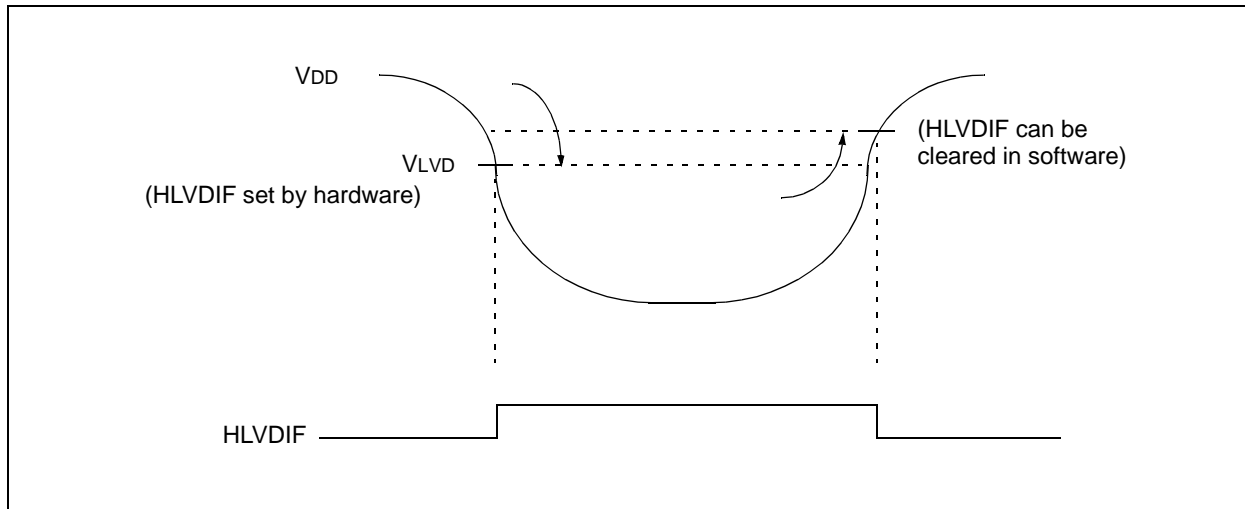 VDD
(HLVDIF can be
cleared in software)
VLVD
(HLVDIF set by hardware)
HLVDIF